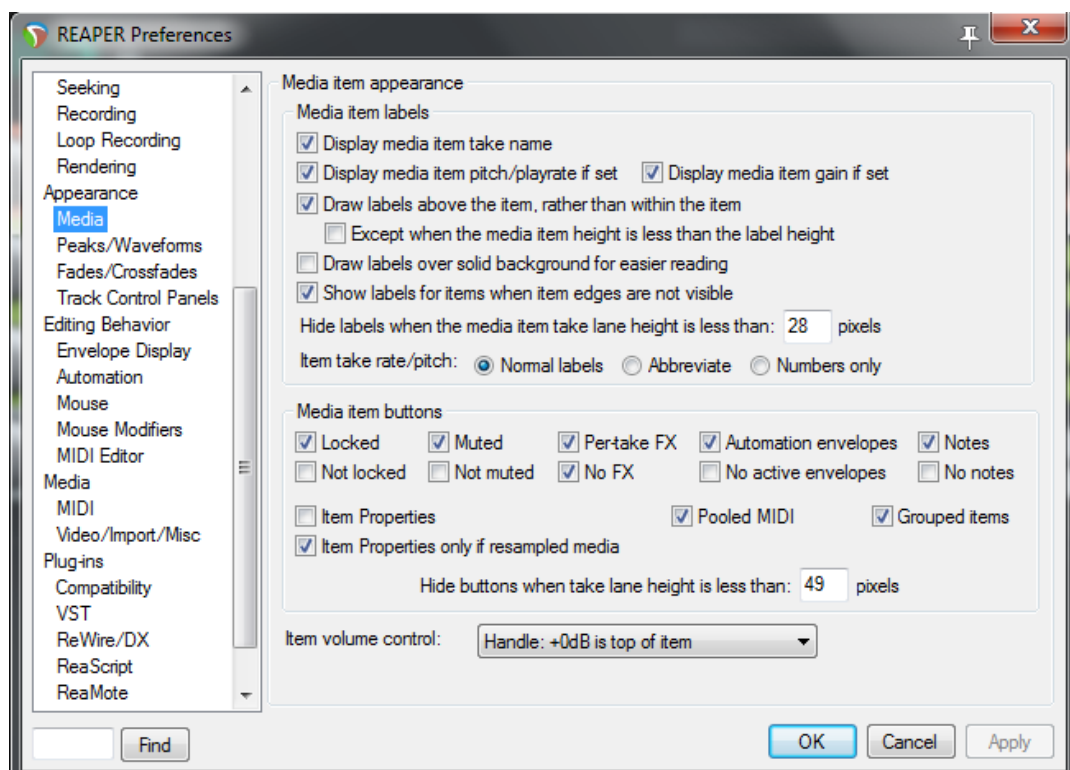 REAPER Preferences
Seeking
Recording
Loop Recording
Rendering
Appearance
Media
Peaks/Waveforms
Fades/Crossfades
Track Control Panels
Editing Behavior
Envelope Display
Automation
Mouse
Mouse Modifiers
MIDI Editor
Media
MIDI
Video/Import/Misc
Plug-ins
Compatibility
VST
ReWire/DX
ReaScript
ReaMote
Find
Media item appearance
Media item labels
Display media item take name
Display media item pitch/playrate if set Display media item gain if set
Draw labels above the item, rather than within the item
Except when the media item height is less than the label height
Draw labels over solid background for easier reading
Show labels for items when item edges are not visible
Hide labels when the media item take lane height is less than: 28 pixels
Item take rate/pitch: Normal labels Abbreviate Numbers only
Media item buttons
Locked Muted Per-take FX Automation envelopes Notes
Not locked Not muted No FX No active envelopes No notes
Item Properties Pooled MIDI Grouped items
Item Properties only if resampled media
Hide buttons when take lane height is less than: 49 pixels
Item volume control: Handle: +0dB is top of item
OK Cancel Apply